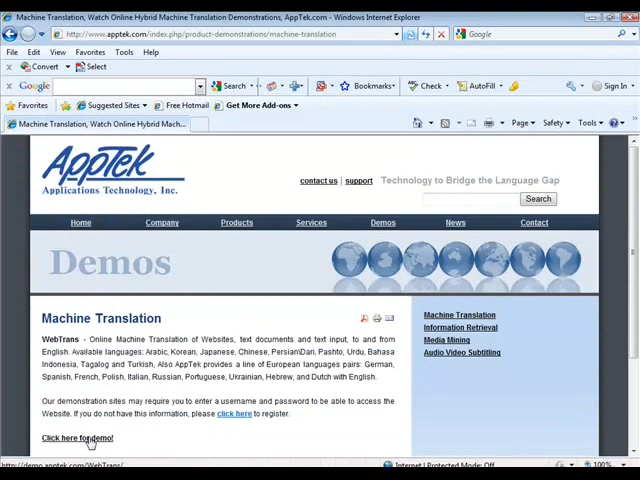 Machine Translation, Watch Online Hybrid Machine Translation Demonstrations, AppTek.com - Windows Internet Explorer
http://www.apptek.com/index.php/product-demonstrations/machine-translation
Google
File Edit View Favorites Tools Help
Convert Select
Google Search Bookmarks Check AutoFill Sign In
Favorites Suggested Sites Free Hotmail Get More Add-ons
Machine Translation, Watch Online Hybrid Mach... Page Safety Tools
AppTek
Applications Technology, Inc.
contact us | support Technology to Bridge the Language Gap
Search
Home Company Products Services Demos News Contact
Demos
Machine Translation
WebTrans - Online Machine Translation of Websites, text documents and text input, to and from
English. Available languages: Arabic, Korean, Japanese, Chinese, Persian\Dari, Pashto, Urdu, Bahasa
Indonesia, Tagalog and Turkish, Also AppTek provides a line of European languages pairs: German,
Spanish, French, Polish, Italian, Russian, Portuguese, Ukrainian, Hebrew, and Dutch with English.
Our demonstration sites may require you to enter a username and password to be able to access the
Website. If you do not have this information, please click here to register.
Click here for demo!
Machine Translation
Information Retrieval
Media Mining
Audio Video Subtitling
http://demo.apptek.com/WebTrans/ Internet | Protected Mode: Off 100%